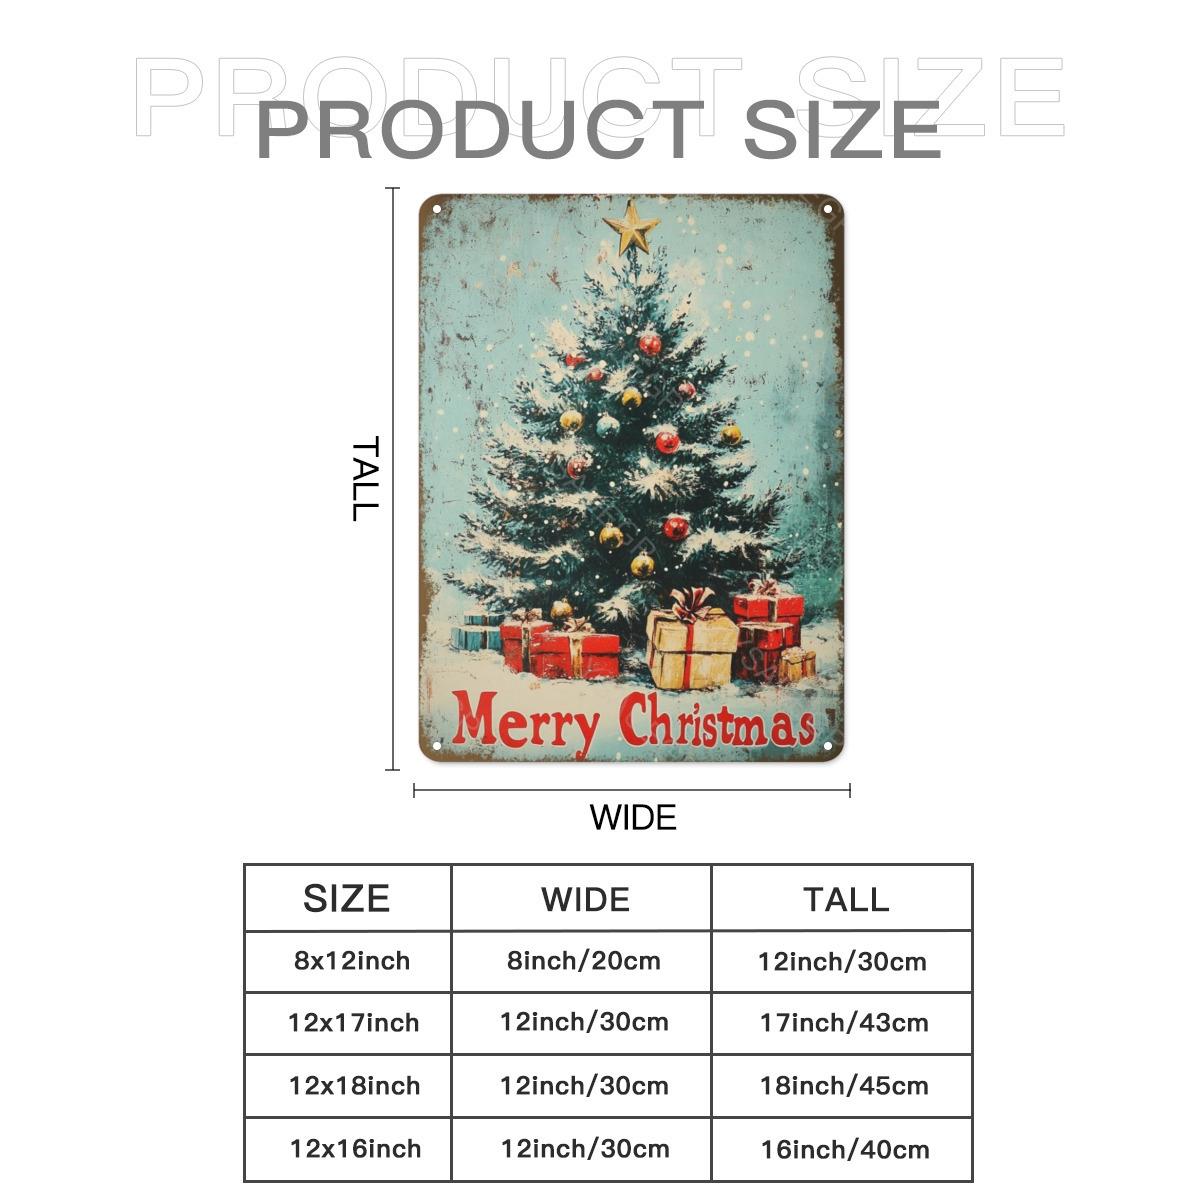 PRODUCT SIZE
PRODUCT SIZE
TALL
Merry Christmas
WIDE
SIZE WIDE TALL
8x12inch 8inch/20cm 12inch/30cm
12x17inch 12inch/30cm 17inch/43cm
12x18inch 12inch/30cm 18inch/45cm
12x16inch 12inch/30cm 16inch/40cm